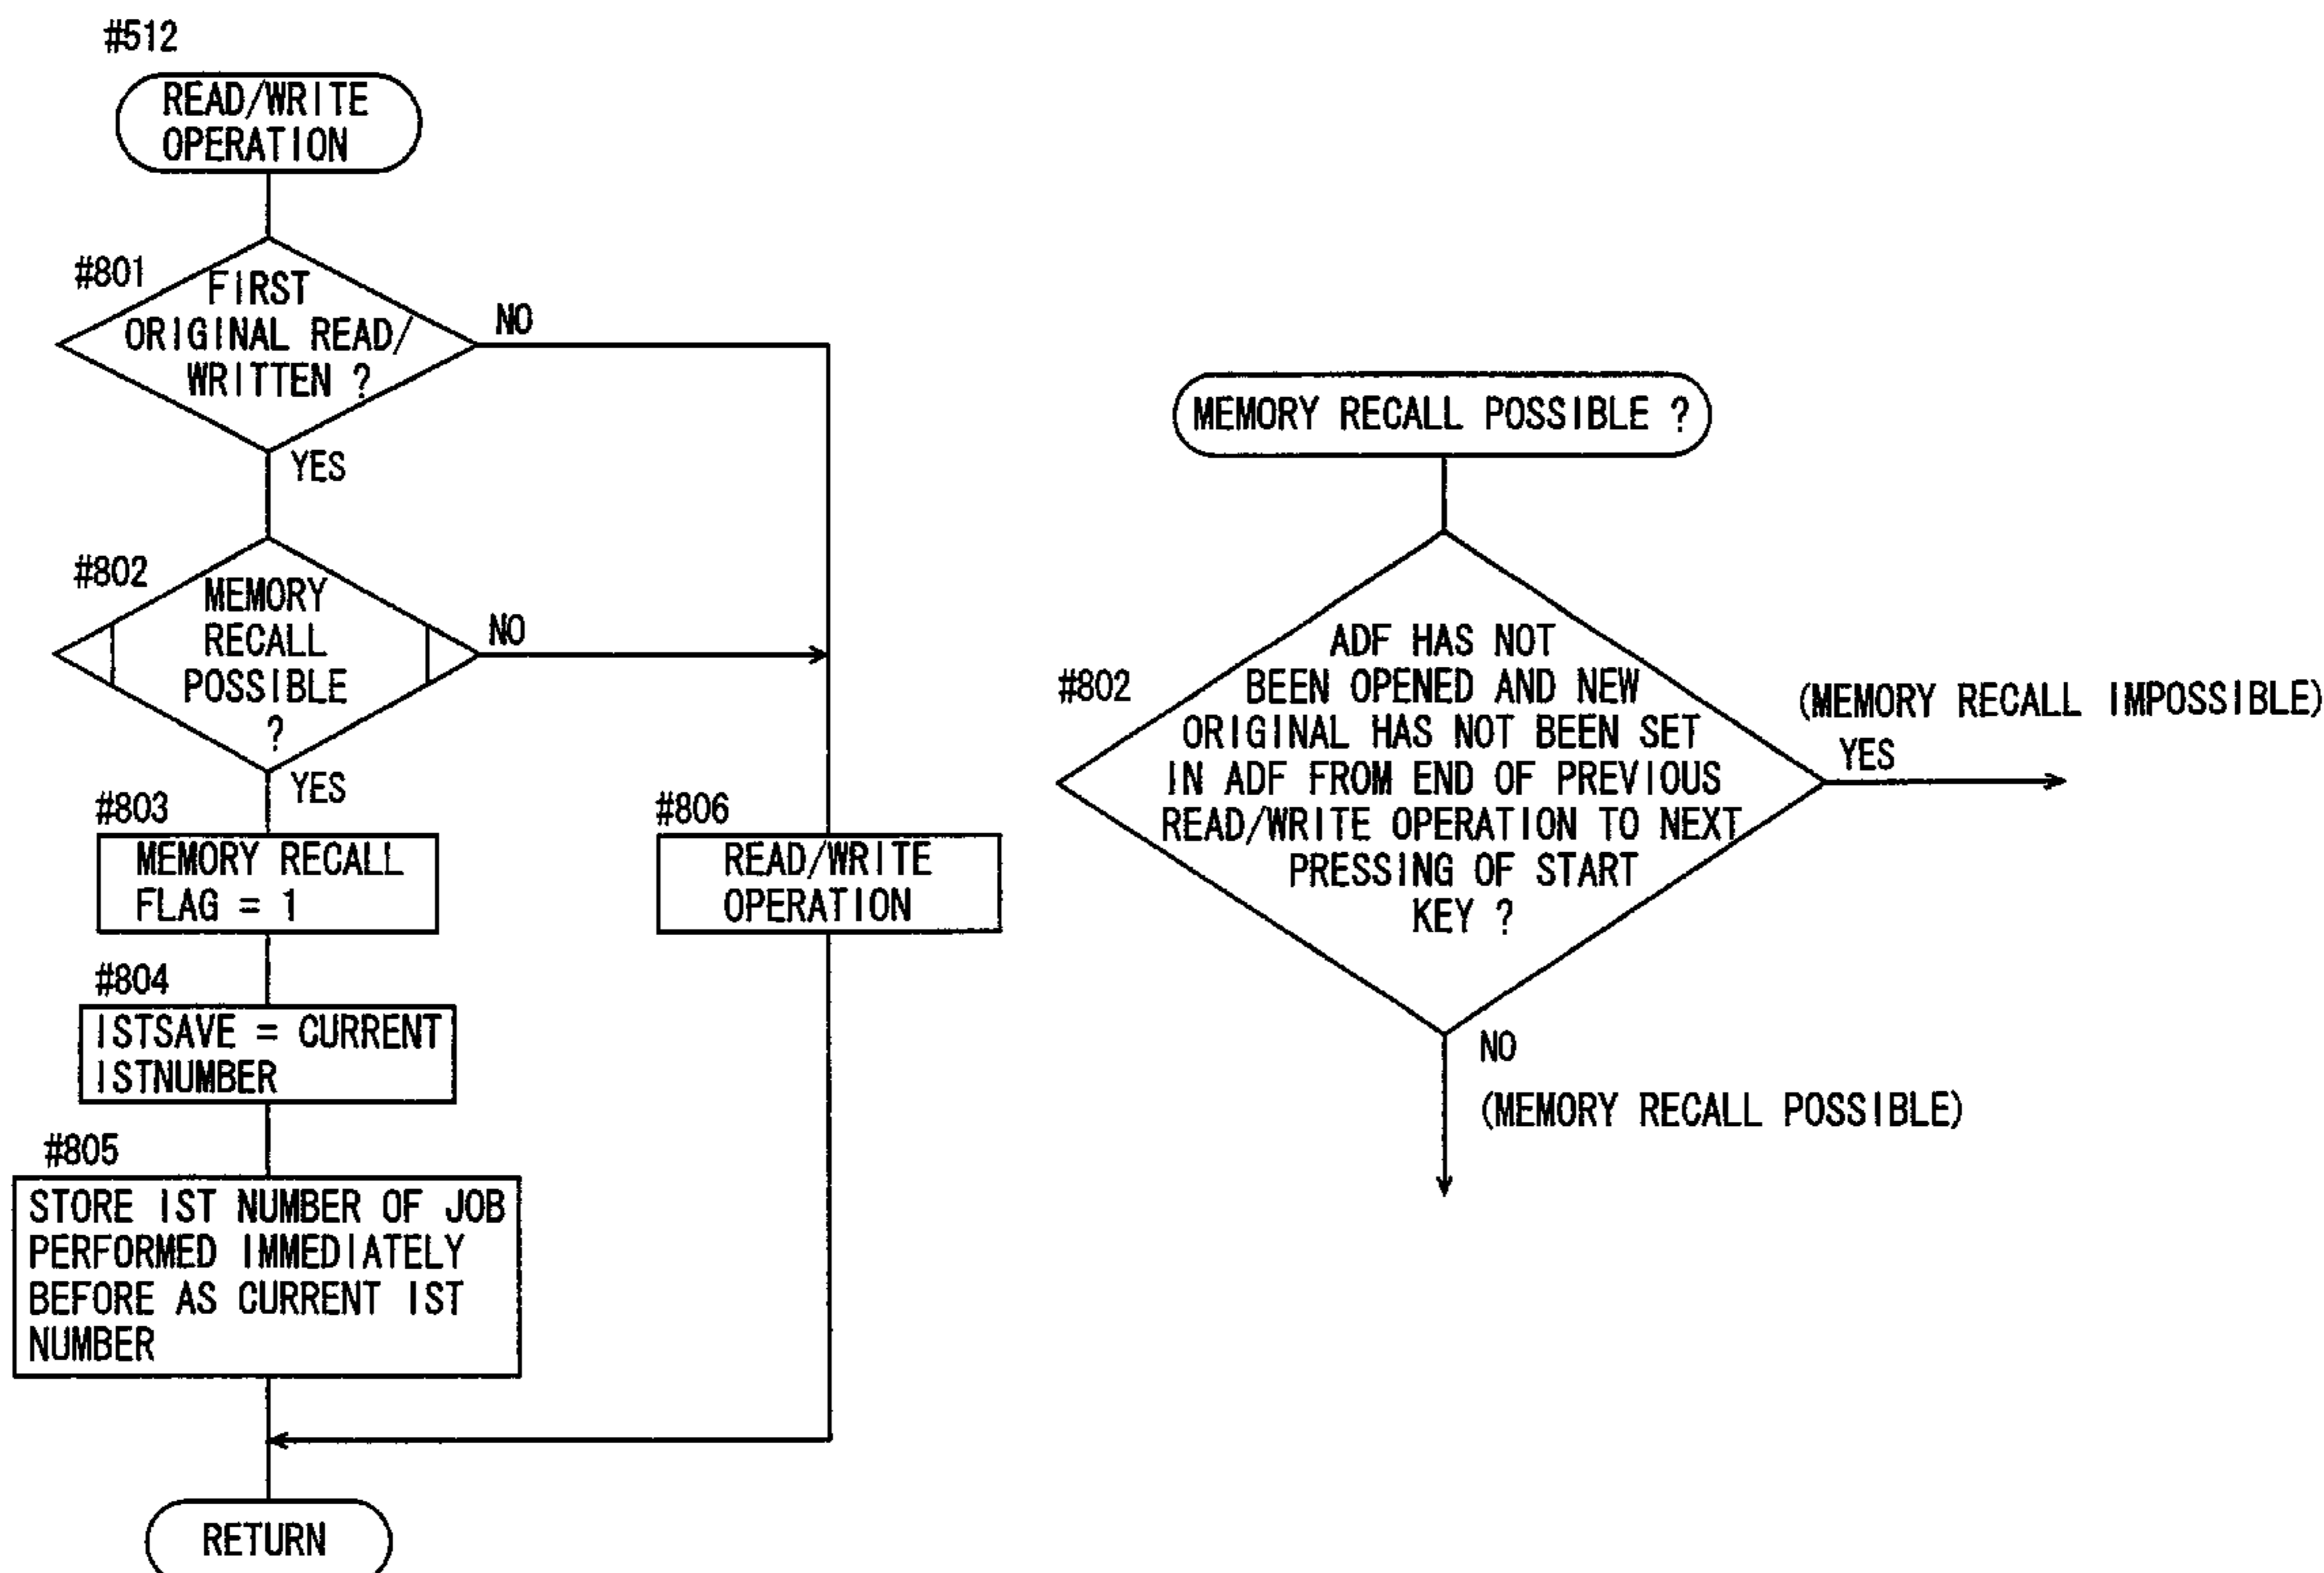 #512
READ/WRITE
OPERATION
#801
FIRST
ORIGINAL READ/
WRITTEN ?
NO
YES
#802
MEMORY
RECALL
POSSIBLE
?
NO
YES
#803
MEMORY RECALL
FLAG = 1
#806
READ/WRITE
OPERATION
#804
ISTSAVE = CURRENT
ISTNUMBER
#805
STORE IST NUMBER OF JOB
PERFORMED IMMEDIATELY
BEFORE AS CURRENT IST
NUMBER
RETURN
MEMORY RECALL POSSIBLE ?
#802
ADF HAS NOT
BEEN OPENED AND NEW
ORIGINAL HAS NOT BEEN SET
IN ADF FROM END OF PREVIOUS
READ/WRITE OPERATION TO NEXT
PRESSING OF START
KEY ?
(MEMORY RECALL IMPOSSIBLE)
YES
NO
(MEMORY RECALL POSSIBLE)